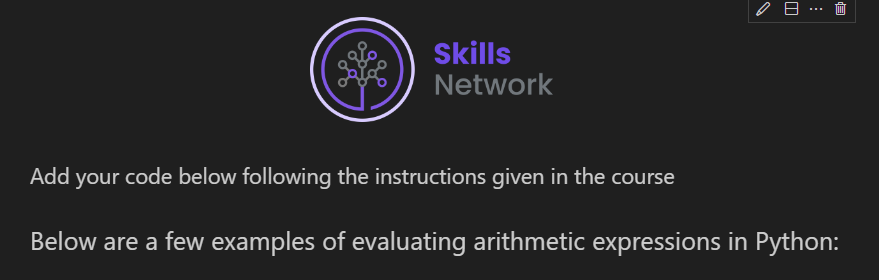 Skills
Network
Add your code below following the instructions given in the course
Below are a few examples of evaluating arithmetic expressions in Python: